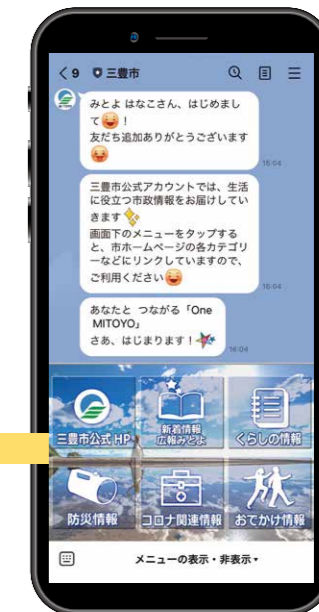 9 三豊市
みとよ はなこさん、はじめまし
て！
友だち追加ありがとうございます
16:04
三豊市公式アカウントでは、生活
に役立つ市政情報をお届けしてい
きます
画面下のメニューをタップする
と、市ホームページの各カテゴリ
ーなどにリンクしていますので、
ご利用ください
16:04
あなたと つながる「One
MITOYO」
さあ、はじまります！
16:04
三豊市公式 HP
新着情報
広報みとよ
くらしの情報
防災情報
コロナ関連情報
おでかけ情報
メニューの表示・非表示▾